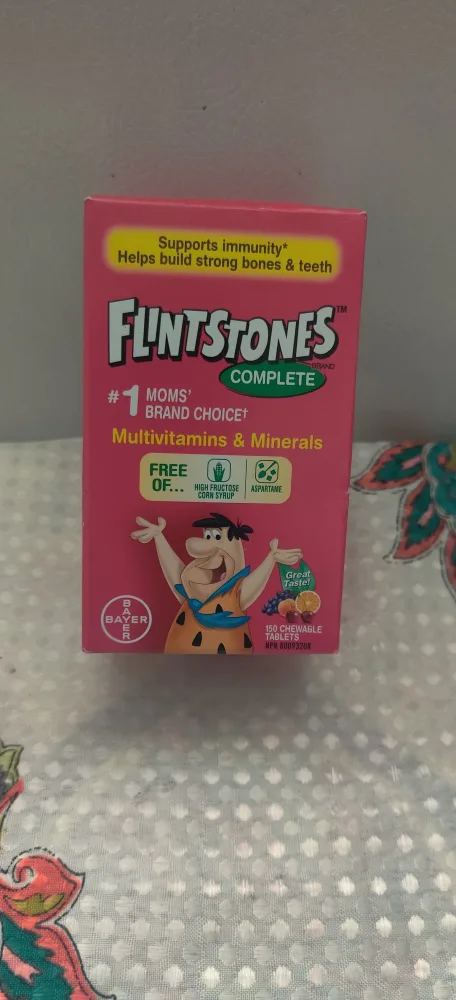 Supports immunity*
Helps build strong bones & teeth
FLINTSTONES™
BRAND
COMPLETE
#1 MOMS'
BRAND CHOICE†
Multivitamins & Minerals
FREE
OF...
HIGH FRUCTOSE
CORN SYRUP
ASPARTAME
Great
Taste!
BAYER
BAYER
150 CHEWABLE
TABLETS